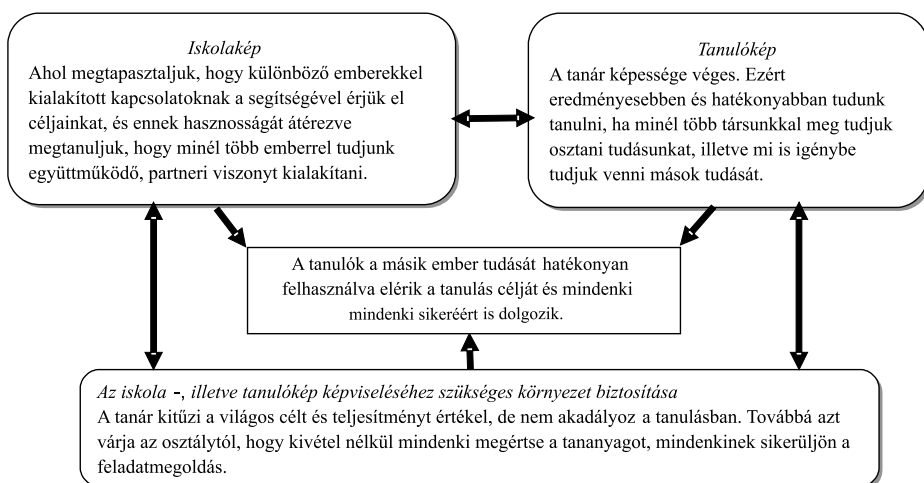 Iskolakép
Ahol megtapasztaljuk, hogy különböző emberekkel
kialakított kapcsolatoknak a segítségével érjük el
céljainkat, és ennek hasznosságát átérezve
megtanuljuk, hogy minél több emberrel tudjunk
együttműködő, partneri viszonyt kialakítani.
Tanulókép
A tanár képessége véges. Ezért
eredményesebben és hatékonyabban tudunk
tanulni, ha minél több társunkkal meg tudjuk
osztani tudásunkat, illetve mi is igénybe
tudjuk venni mások tudását.
A tanulók a másik ember tudását hatékonyan
felhasználva elérik a tanulás célját és mindenki
mindenki sikeréért is dolgozik.
Az iskola -, illetve tanulókép képviseléséhez szükséges környezet biztosítása
A tanár kitűzi a világos célt és teljesítményt értékel, de nem akadályoz a tanulásban. Továbbá azt
várja az osztálytól, hogy kivétel nélkül mindenki megértse a tananyagot, mindenkinek sikerüljön a
feladatmegoldás.